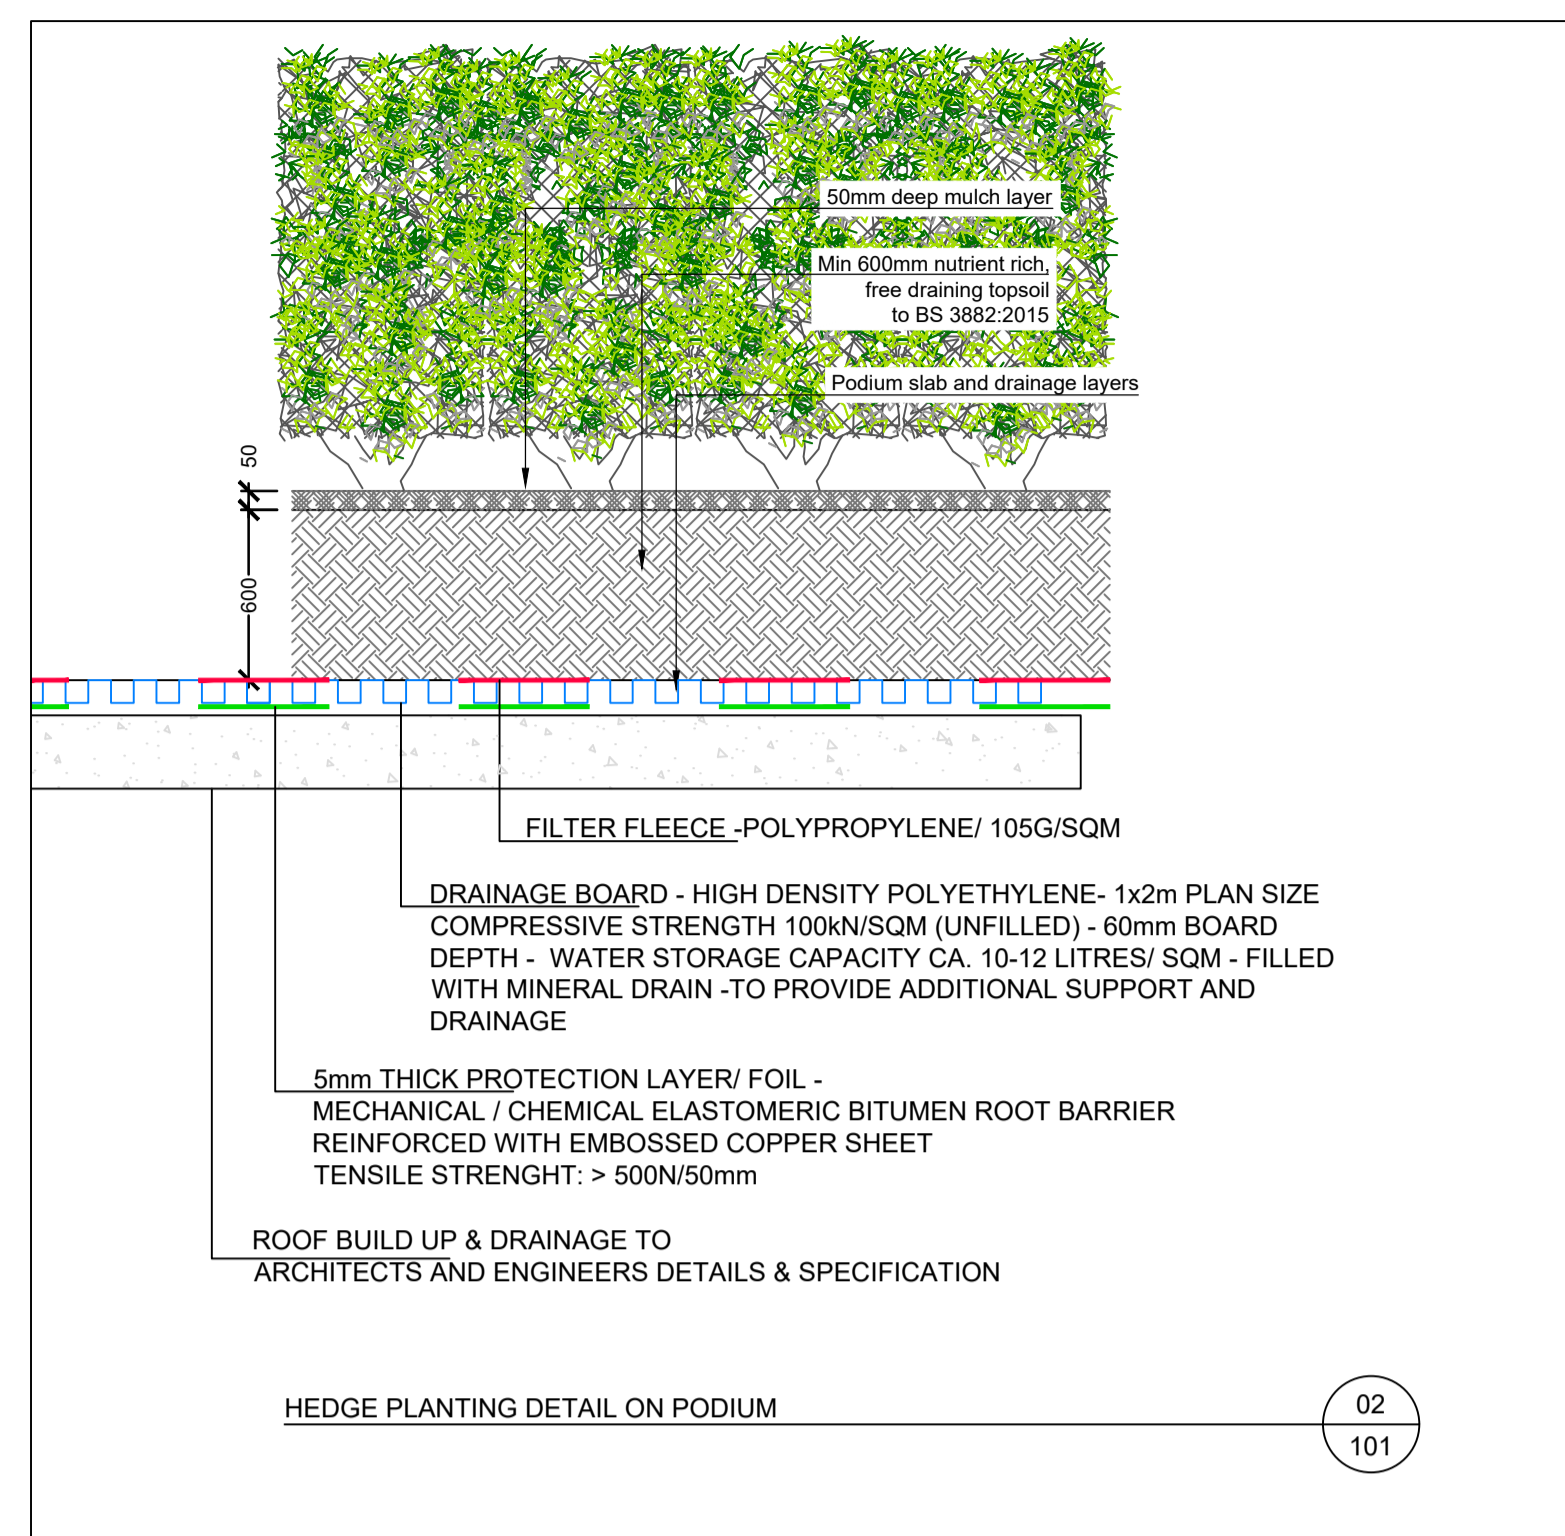 50mm deep mulch layer
Min 600mm nutrient rich,
free draining topsoil
to BS 3882:2015
Podium slab and drainage layers
50
600
FILTER FLEECE -POLYPROPYLENE/ 105G/SQM
DRAINAGE BOARD - HIGH DENSITY POLYETHYLENE- 1x2m PLAN SIZE
COMPRESSIVE STRENGTH 100kN/SQM (UNFILLED) - 60mm BOARD
DEPTH - WATER STORAGE CAPACITY CA. 10-12 LITRES/ SQM - FILLED
WITH MINERAL DRAIN -TO PROVIDE ADDITIONAL SUPPORT AND
DRAINAGE
5mm THICK PROTECTION LAYER/ FOIL -
MECHANICAL / CHEMICAL ELASTOMERIC BITUMEN ROOT BARRIER
REINFORCED WITH EMBOSSED COPPER SHEET
TENSILE STRENGHT: > 500N/50mm
ROOF BUILD UP & DRAINAGE TO
ARCHITECTS AND ENGINEERS DETAILS & SPECIFICATION
HEDGE PLANTING DETAIL ON PODIUM
02
101